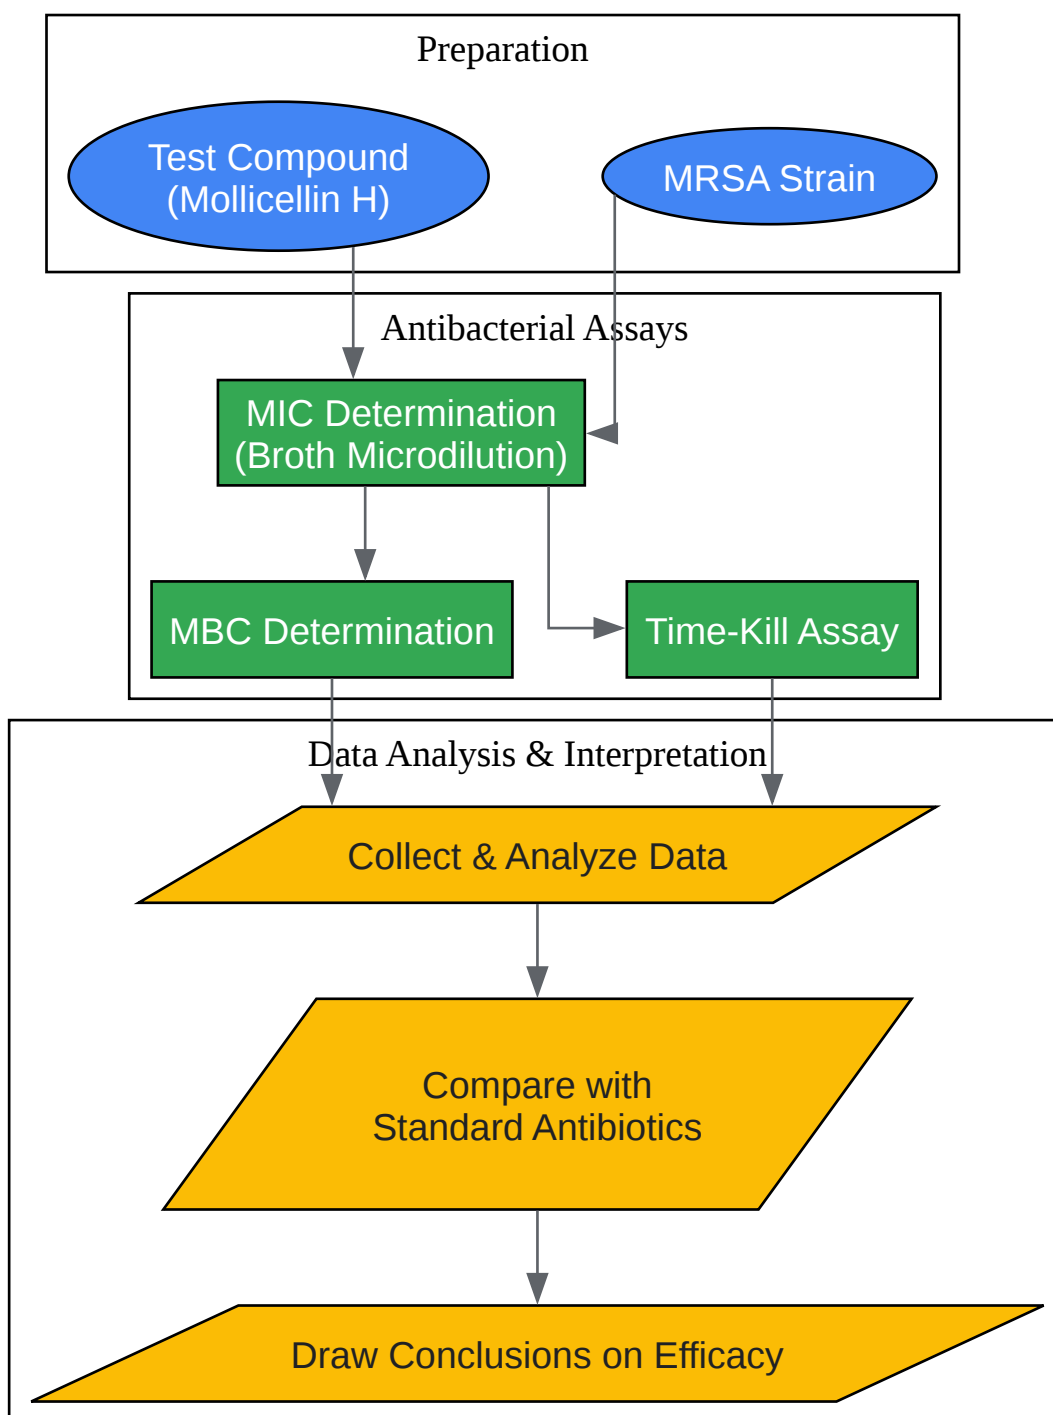 Preparation
Test Compound
(Mollicellin H)
MRSA Strain
Antibacterial Assays
MIC Determination
(Broth Microdilution)
MBC Determination
Time-Kill Assay
Data Analysis & Interpretation
Collect & Analyze Data
Compare with
Standard Antibiotics
Draw Conclusions on Efficacy